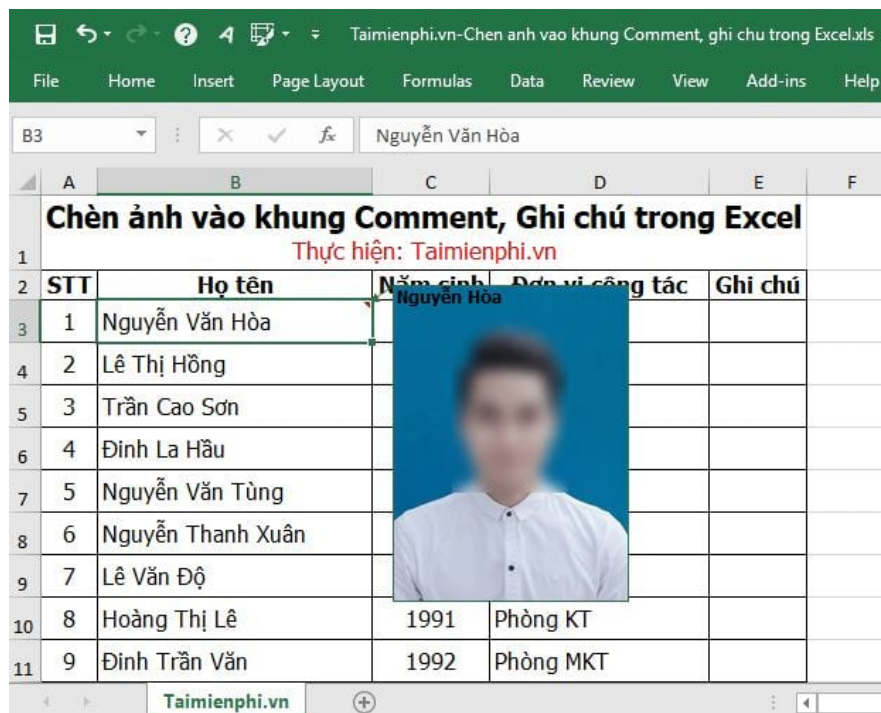 Taimienphi.vn-Chen anh vao khung Comment, ghi chu trong Excel.xls
File Home Insert Page Layout Formulas Data Review View Add-ins Help
B3 fx Nguyễn Văn Hòa
A B C D E F
1 Chèn ảnh vào khung Comment, Ghi chú trong Excel
Thực hiện: Taimienphi.vn
2 STT Họ tên Năm sinh Đơn vị công tác Ghi chú
Nguyễn Hòa
3 1 Nguyễn Văn Hòa
4 2 Lê Thị Hồng
5 3 Trần Cao Sơn
6 4 Đinh La Hầu
7 5 Nguyễn Văn Tùng
8 6 Nguyễn Thanh Xuân
9 7 Lê Văn Độ
10 8 Hoàng Thị Lê 1991 Phòng KT
11 9 Đinh Trần Văn 1992 Phòng MKT
Taimienphi.vn